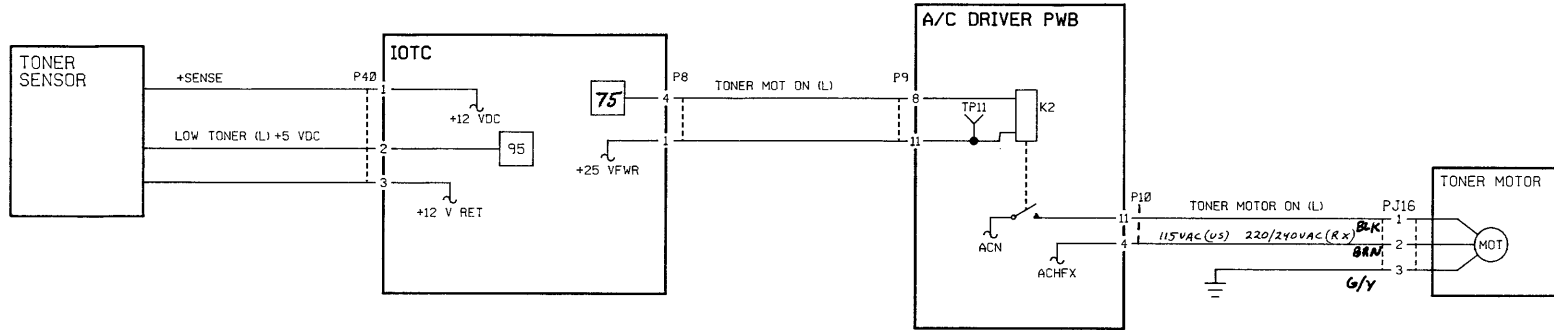 TONER
SENSOR
+SENSE
LOW TONER (L) +5 VDC
P40
1
2
3
IOTC
+12 VDC
95
+12 V RET
75
+25 VFWR
P8
4
1
TONER MOT ON (L)
P9
8
11
A/C DRIVER PWB
TP11
K2
ACN
ACHFX
P10
11
4
TONER MOTOR ON (L)
115VAC (US) 220/240VAC (RX)
BLK
BRN
G/Y
PJ16
1
2
3
TONER MOTOR
MOT